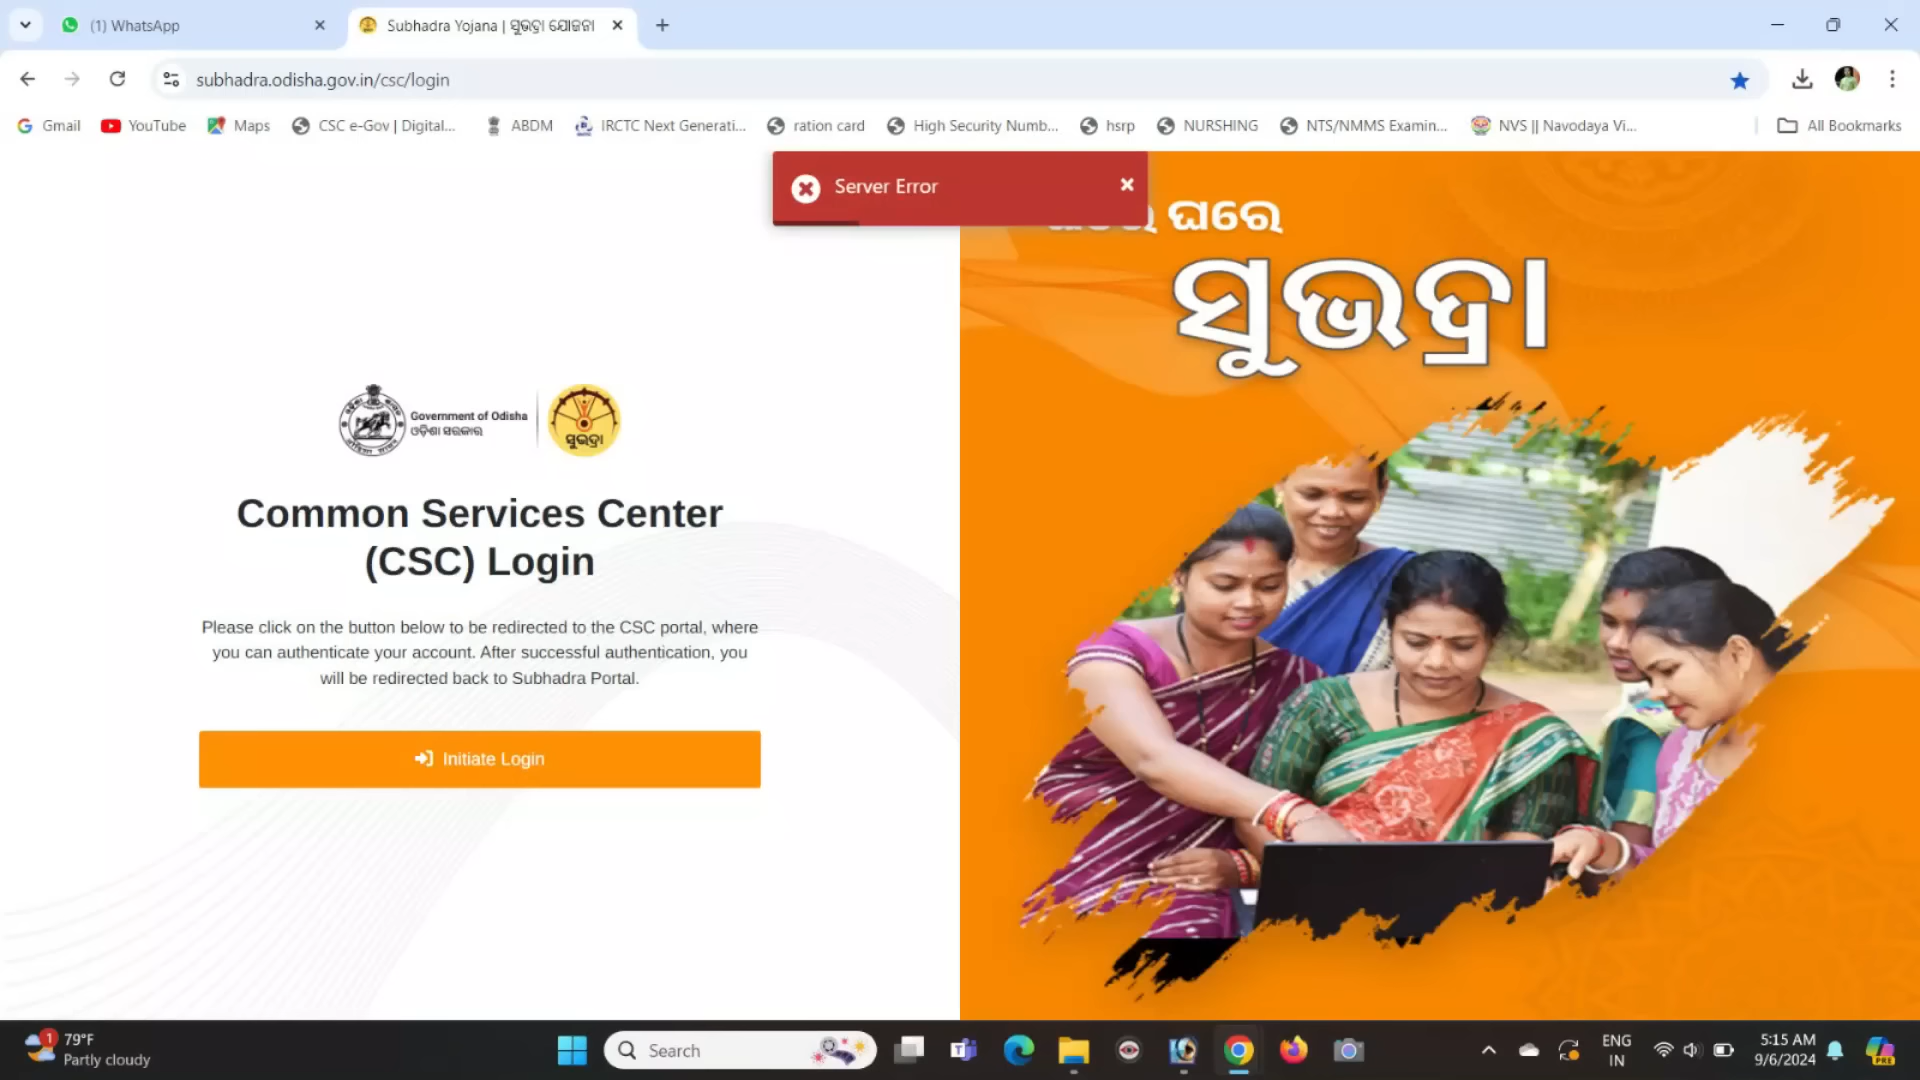 (1) WhatsApp
Subhadra Yojana | ସୁଭଦ୍ରା ଯୋଜନା
subhadra.odisha.gov.in/csc/login
Gmail
YouTube
Maps
CSC e-Gov | Digital...
ABDM
IRCTC Next Generati...
ration card
High Security Numb...
hsrp
NURSHING
NTS/NMMS Examin...
NVS || Navodaya Vi...
All Bookmarks
Server Error
ଘରେ
ସୁଭଦ୍ରା
Government of Odisha
ଓଡ଼ିଶା ସରକାର
ସୁଭଦ୍ରା
Common Services Center
(CSC) Login
Please click on the button below to be redirected to the CSC portal, where
you can authenticate your account. After successful authentication, you
will be redirected back to Subhadra Portal.
Initiate Login
1
79°F
Partly cloudy
Search
ENG
IN
5:15 AM
9/6/2024
PRE